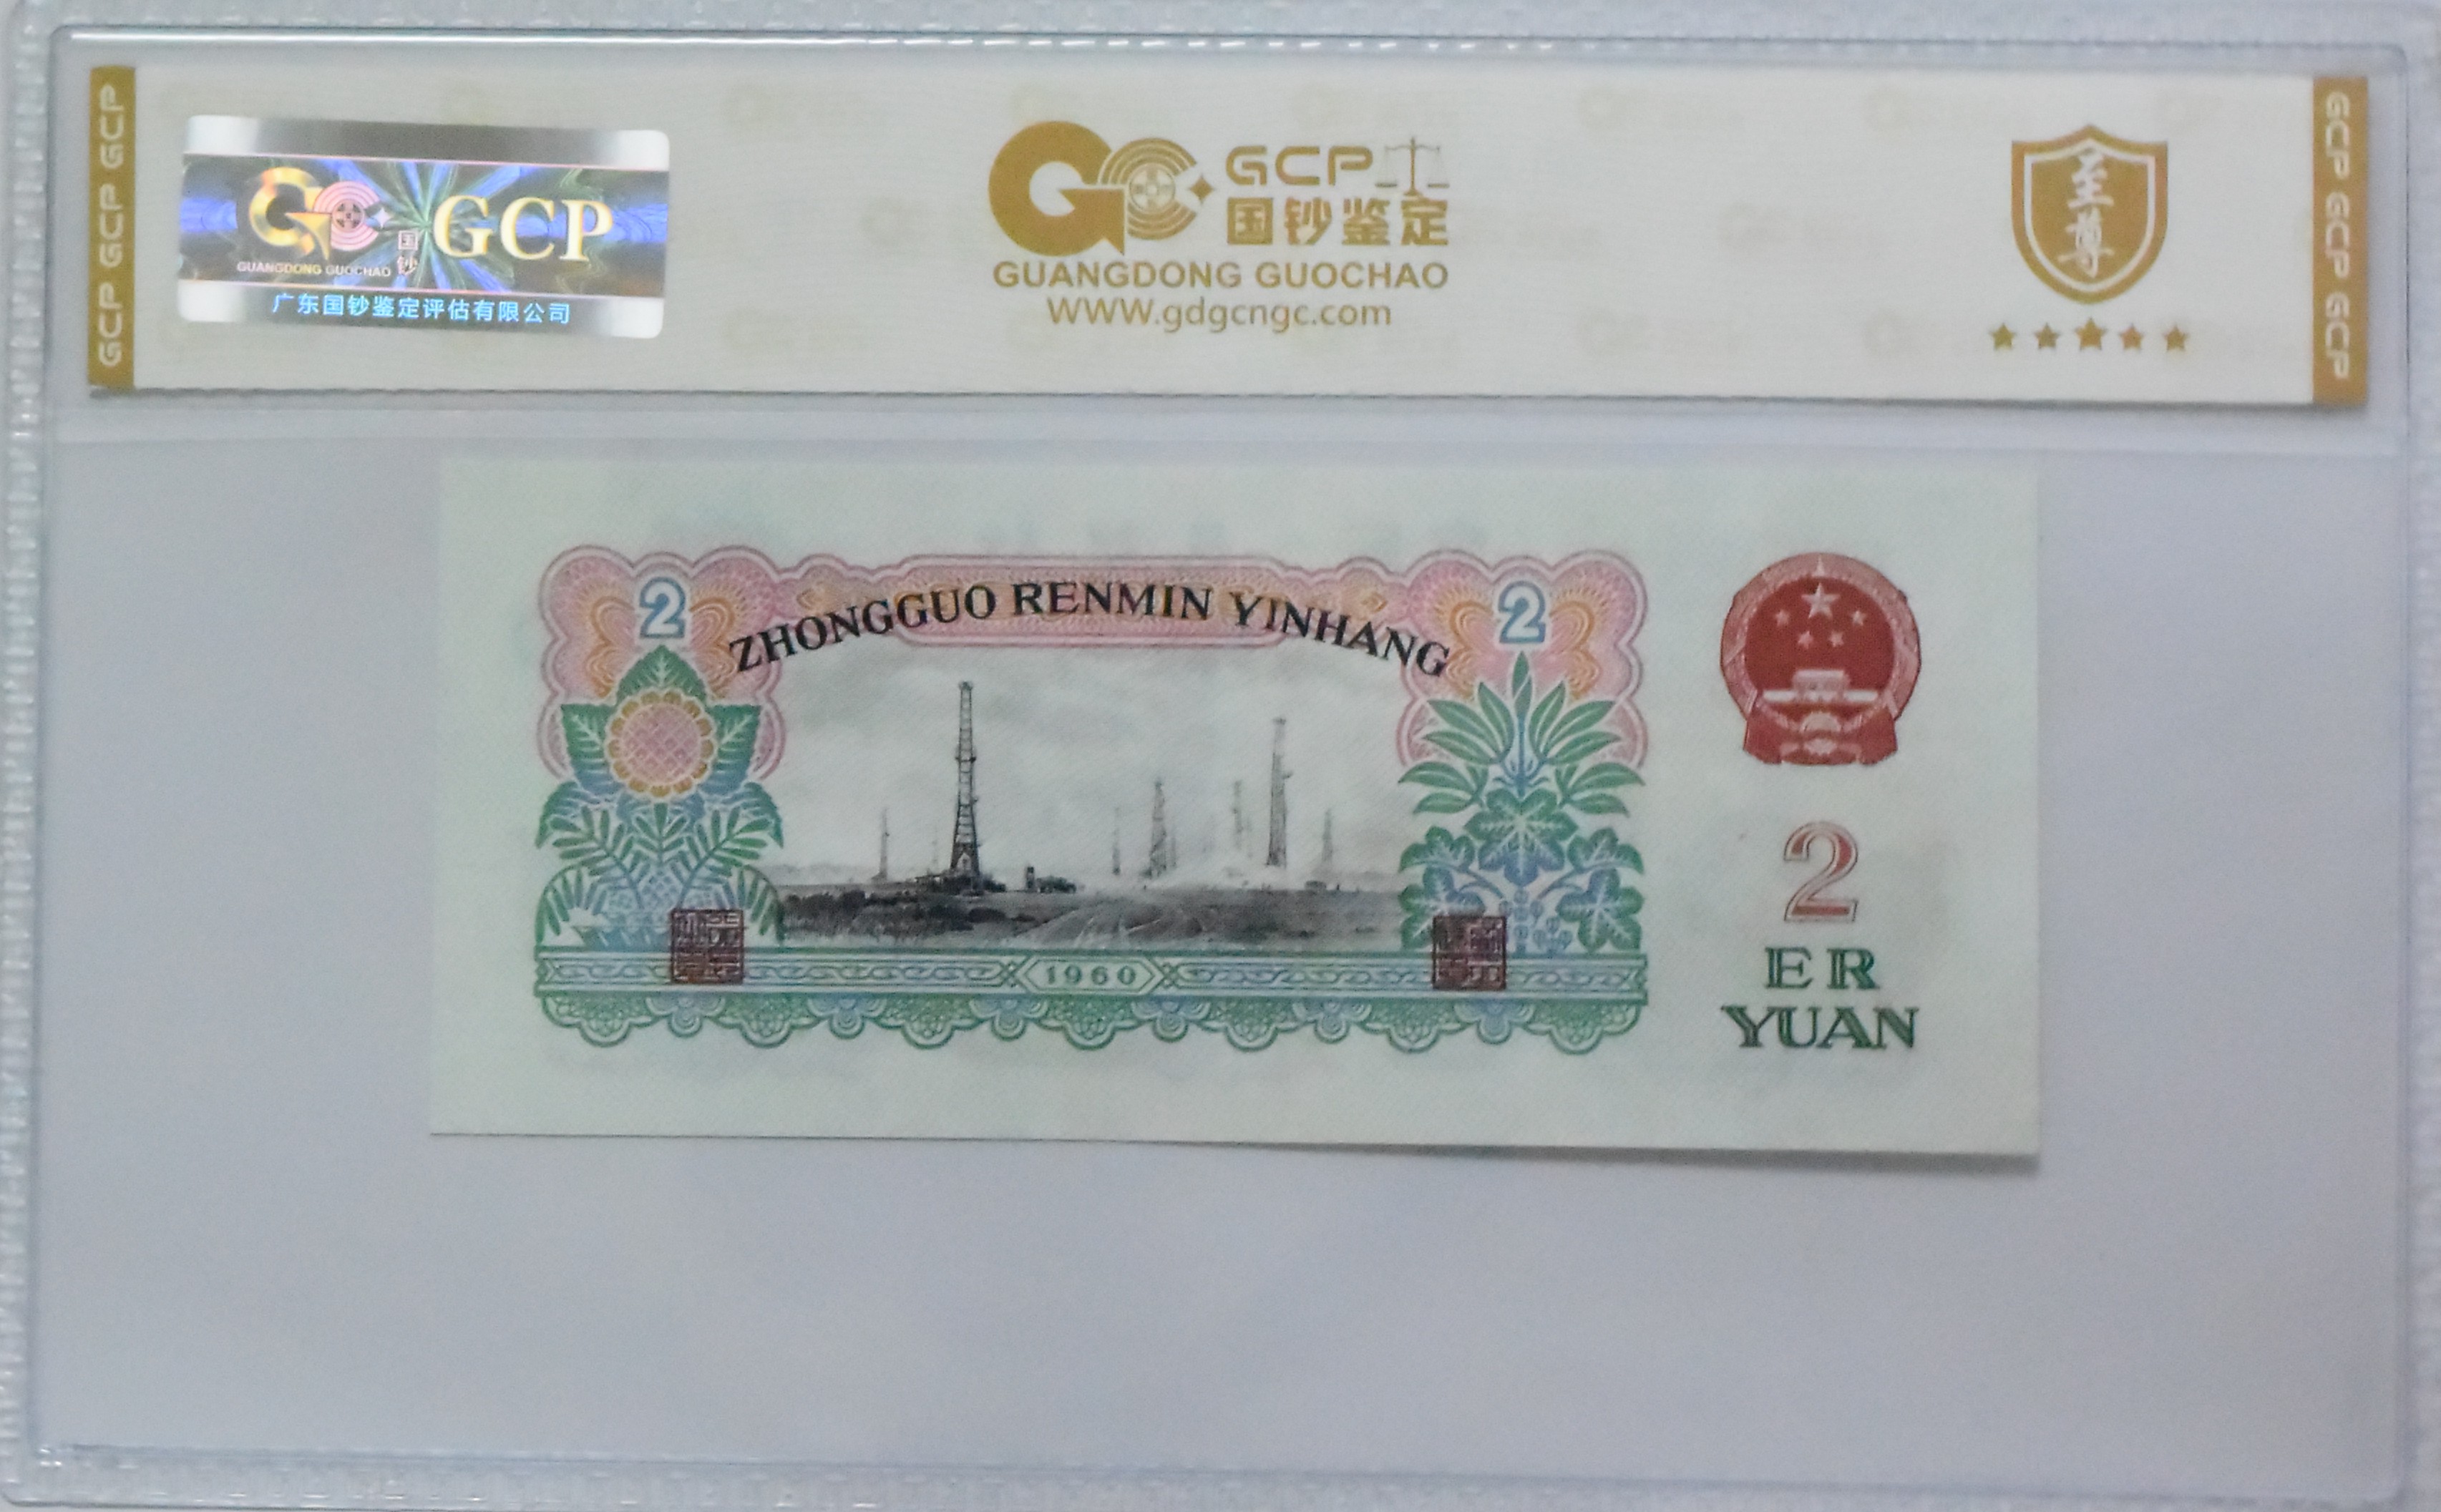 GCP GCP GCP
GUANGDONG GUOCHAO
国钞
GCP
广东国钞鉴定评估有限公司
GCP
国钞鉴定
GUANGDONG GUOCHAO
WWW.gdgcngc.com
至尊
GCP GCP GCP
2
ZHONGGUO RENMIN YINHANG
2
1960
2
ER
YUAN